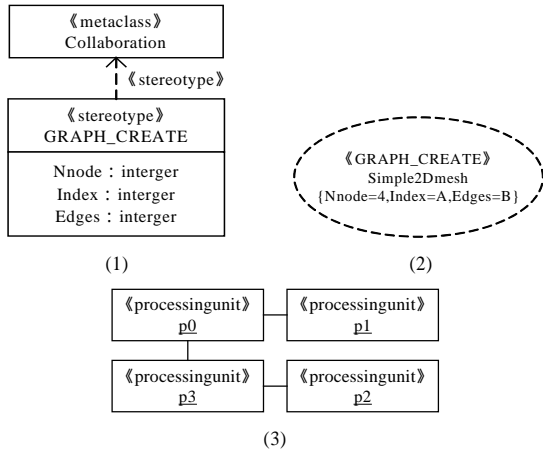 《metaclass》
Collaboration
《stereotype》
《stereotype》
GRAPH_CREATE
Nnode：interger
Index：interger
Edges：interger
(1)
《GRAPH_CREATE》
Simple2Dmesh
{Nnode=4,Index=A,Edges=B}
(2)
《processingunit》 《processingunit》
p0 p1
《processingunit》 《processingunit》
p3 p2
(3)